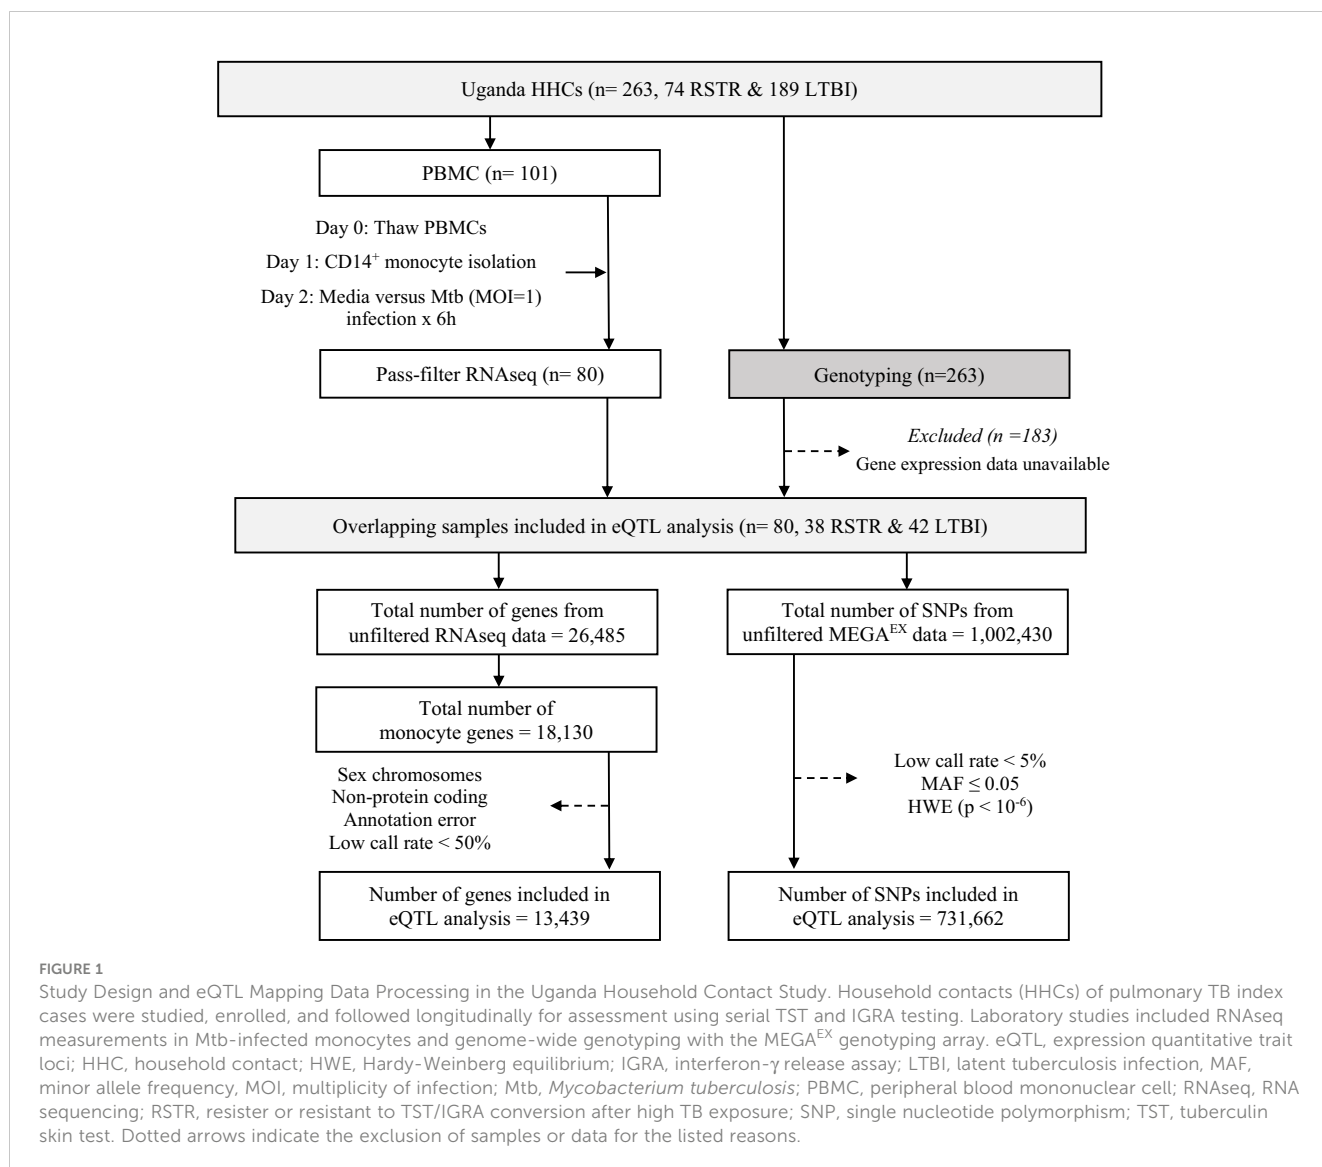 Uganda HHCs (n= 263, 74 RSTR & 189 LTBI)
PBMC (n= 101)
Day 0: Thaw PBMCs
Day 1: CD14+ monocyte isolation
Day 2: Media versus Mtb (MOI=1)
infection x 6h
Pass-filter RNAseq (n= 80)
Genotyping (n=263)
Excluded (n =183)
Gene expression data unavailable
Overlapping samples included in eQTL analysis (n= 80, 38 RSTR & 42 LTBI)
Total number of genes from
unfiltered RNAseq data = 26,485
Total number of SNPs from
unfiltered MEGAEX data = 1,002,430
Total number of
monocyte genes = 18,130
Sex chromosomes
Non-protein coding
Annotation error
Low call rate < 50%
Low call rate < 5%
MAF ≤ 0.05
HWE (p < 10-6)
Number of genes included in
eQTL analysis = 13,439
Number of SNPs included in
eQTL analysis = 731,662
FIGURE 1
Study Design and eQTL Mapping Data Processing in the Uganda Household Contact Study. Household contacts (HHCs) of pulmonary TB index
cases were studied, enrolled, and followed longitudinally for assessment using serial TST and IGRA testing. Laboratory studies included RNAseq
measurements in Mtb-infected monocytes and genome-wide genotyping with the MEGAEX genotyping array. eQTL, expression quantitative trait
loci; HHC, household contact; HWE, Hardy-Weinberg equilibrium; IGRA, interferon-γ release assay; LTBI, latent tuberculosis infection, MAF,
minor allele frequency, MOI, multiplicity of infection; Mtb, Mycobacterium tuberculosis; PBMC, peripheral blood mononuclear cell; RNAseq, RNA
sequencing; RSTR, resister or resistant to TST/IGRA conversion after high TB exposure; SNP, single nucleotide polymorphism; TST, tuberculin
skin test. Dotted arrows indicate the exclusion of samples or data for the listed reasons.